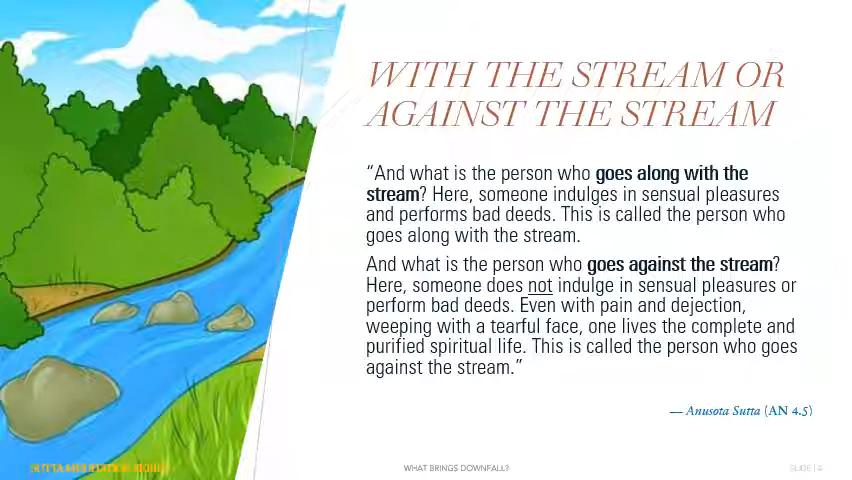 WITH THE STREAM OR
AGAINST THE STREAM
“And what is the person who goes along with the
stream? Here, someone indulges in sensual pleasures
and performs bad deeds. This is called the person who
goes along with the stream.
And what is the person who goes against the stream?
Here, someone does not indulge in sensual pleasures or
perform bad deeds. Even with pain and dejection,
weeping with a tearful face, one lives the complete and
purified spiritual life. This is called the person who goes
against the stream.”
— Anusota Sutta (AN 4.5)
WHAT BRINGS DOWNFALL?
SLIDE | 4